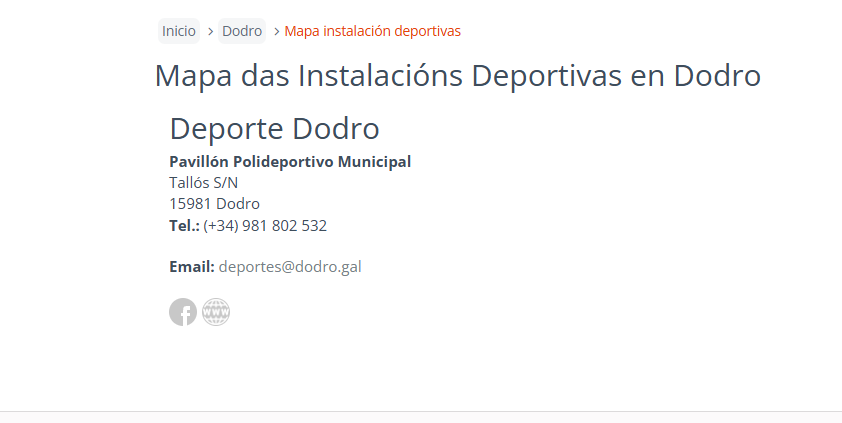 Inicio > Dodro > Mapa instalación deportivas
Mapa das Instalacións Deportivas en Dodro
Deporte Dodro
Pavillón Polideportivo Municipal
Tallós S/N
15981 Dodro
Tel.: (+34) 981 802 532
Email: deportes@dodro.gal
f WWW